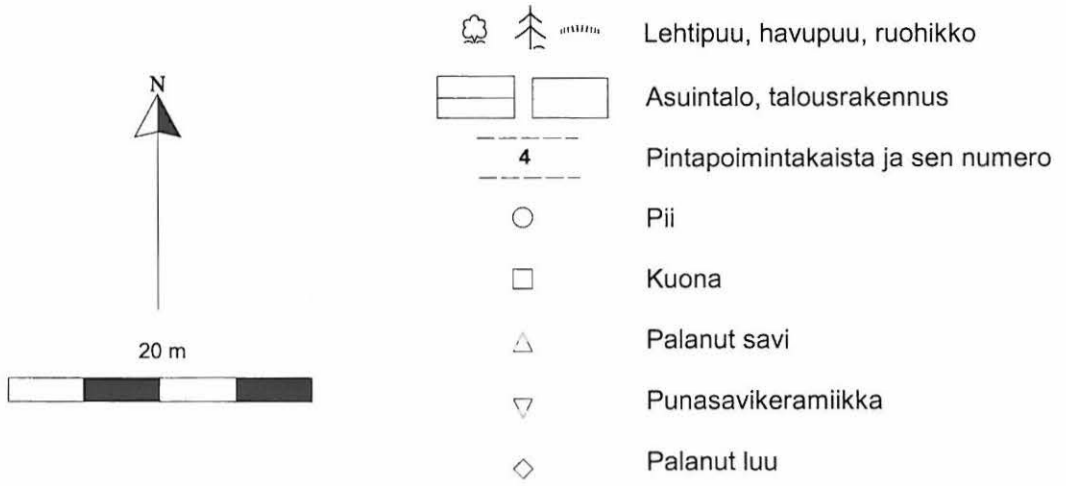 N
20 m
Lehtipuu, havupuu, ruohikko
Asuintalo, talousrakennus
4 Pintapoimintakaista ja sen numero
Pii
Kuona
Palanut savi
Punasavikeramiikka
Palanut luu